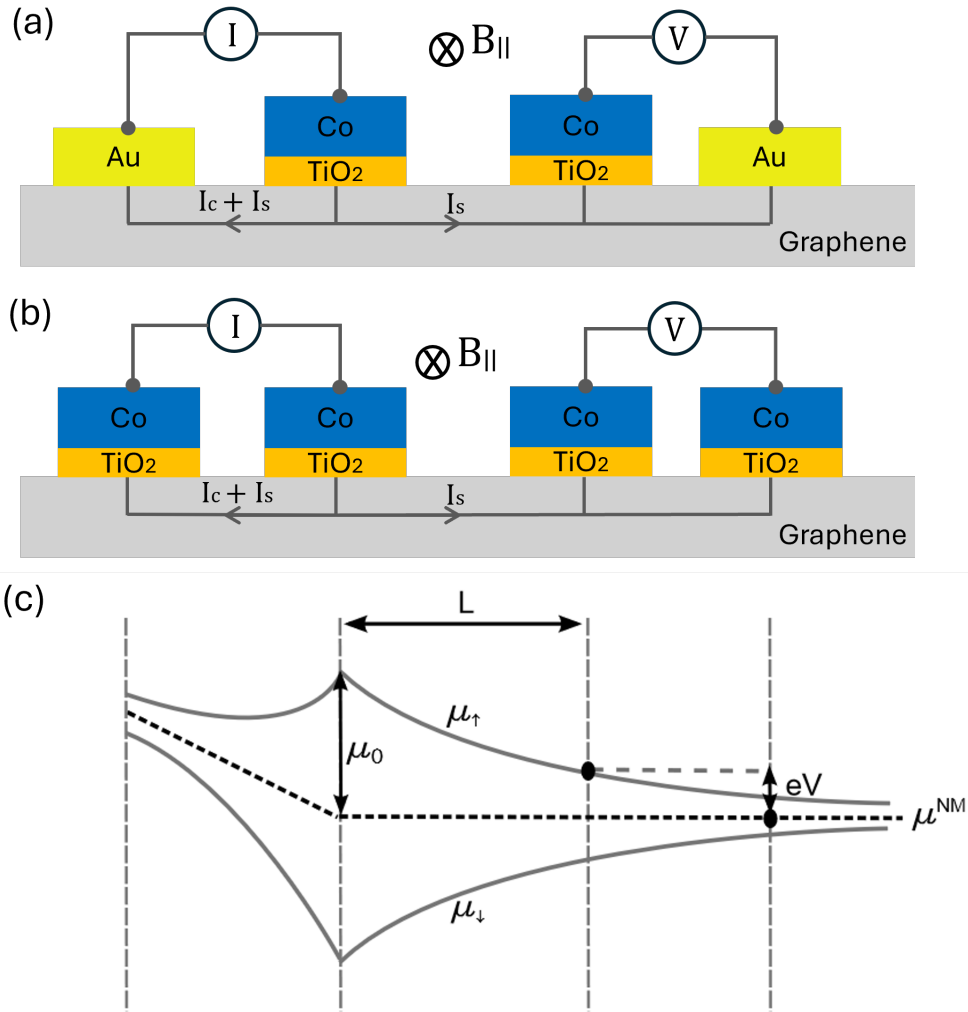 (a)
I
B||
V
Au
Co
TiO2
Co
TiO2
Au
Ic + Is
Is
Graphene
(b)
I
B||
V
Co
TiO2
Co
TiO2
Co
TiO2
Co
TiO2
Ic + Is
Is
Graphene
(c)
L
μ↑
μ0
eV
μNM
μ↓